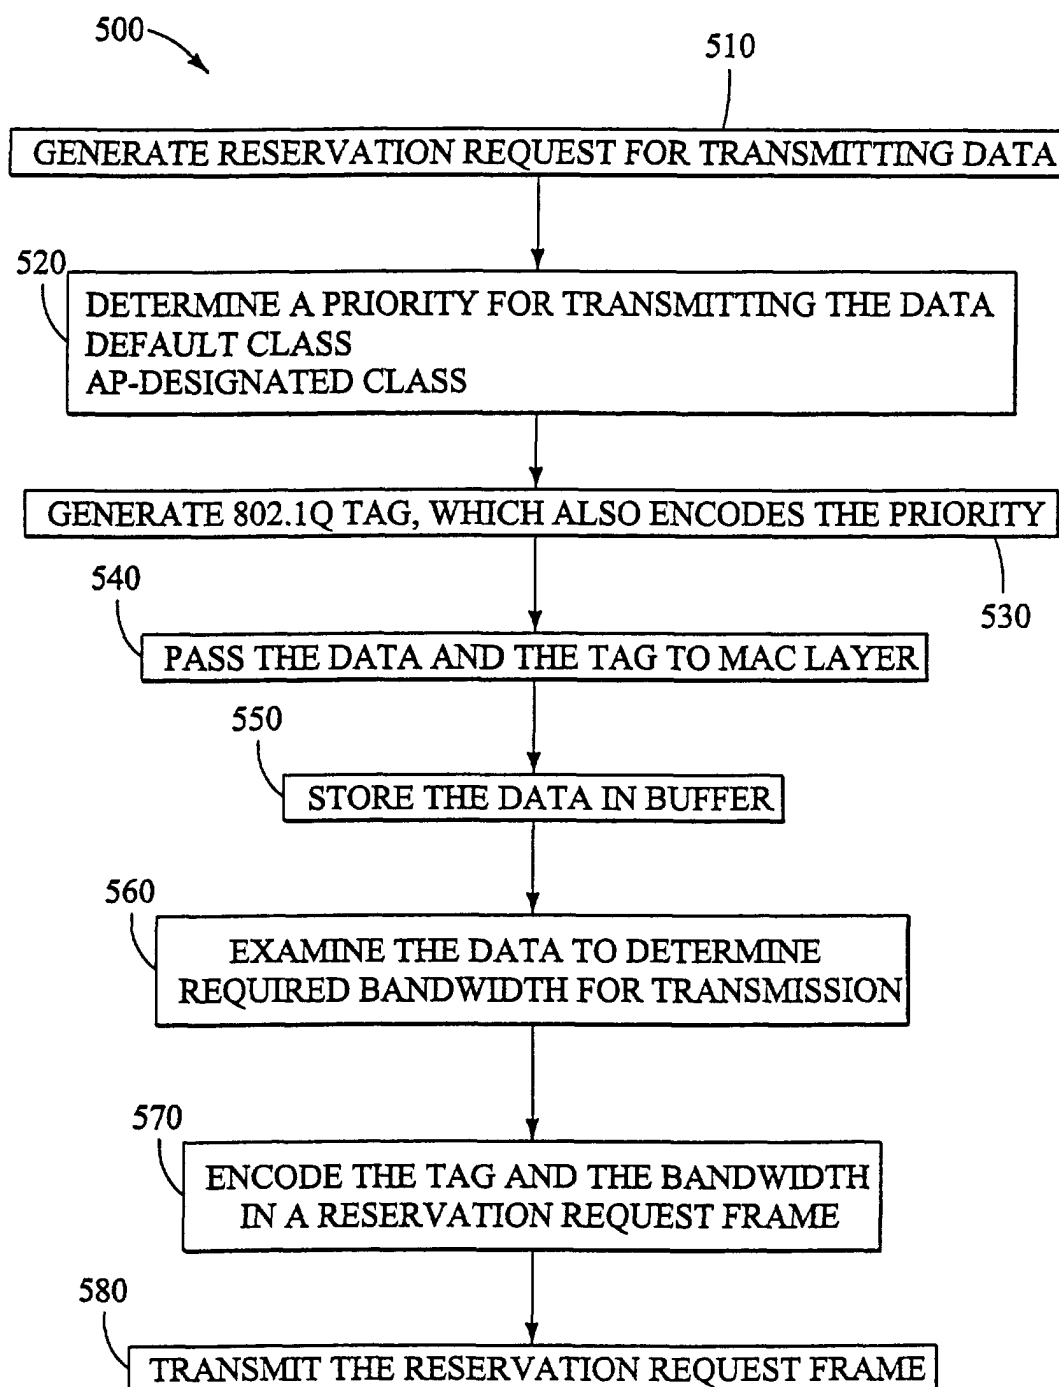 500
510
GENERATE RESERVATION REQUEST FOR TRANSMITTING DATA
520
DETERMINE A PRIORITY FOR TRANSMITTING THE DATA
DEFAULT CLASS
AP-DESIGNATED CLASS
GENERATE 802.1Q TAG, WHICH ALSO ENCODES THE PRIORITY
530
540
PASS THE DATA AND THE TAG TO MAC LAYER
550
STORE THE DATA IN BUFFER
560
EXAMINE THE DATA TO DETERMINE
REQUIRED BANDWIDTH FOR TRANSMISSION
570
ENCODE THE TAG AND THE BANDWIDTH
IN A RESERVATION REQUEST FRAME
580
TRANSMIT THE RESERVATION REQUEST FRAME